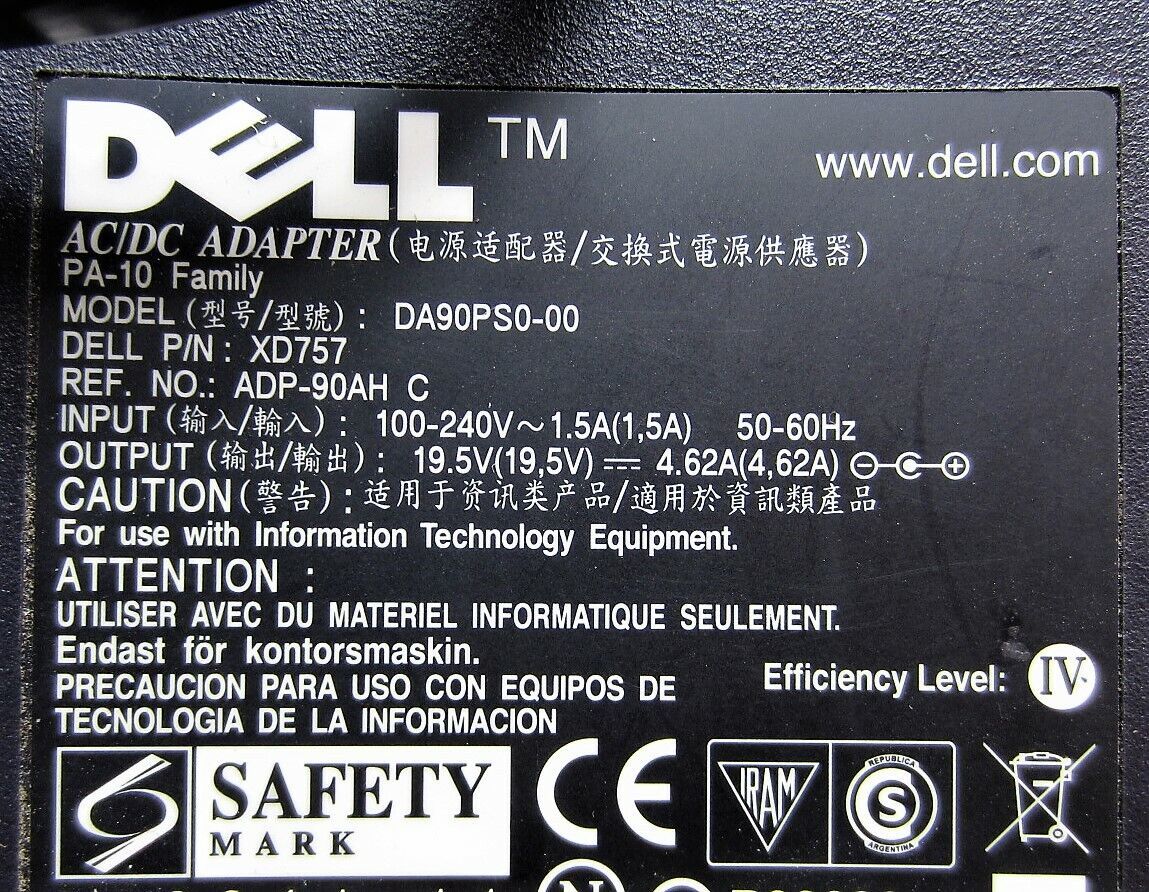 DELL™
www.dell.com
AC/DC ADAPTER(电源适配器/交换式電源供應器)
PA-10 Family
MODEL (型号/型號) : DA90PS0-00
DELL P/N : XD757
REF. NO.: ADP-90AH C
INPUT (输入/輸入) : 100-240V~1.5A(1,5A) 50-60Hz
OUTPUT (输出/輸出) : 19.5V(19,5V) ⎓ 4.62A(4,62A)
CAUTION(警告) : 适用于资讯类产品/適用於資訊類產品
For use with Information Technology Equipment.
ATTENTION :
UTILISER AVEC DU MATERIEL INFORMATIQUE SEULEMENT.
Endast för kontorsmaskin.
PRECAUCION PARA USO CON EQUIPOS DE
TECNOLOGIA DE LA INFORMACION
Efficiency Level: IV
SAFETY
MARK
CE
IRAM
REPUBLICA
S
ARGENTINA
N